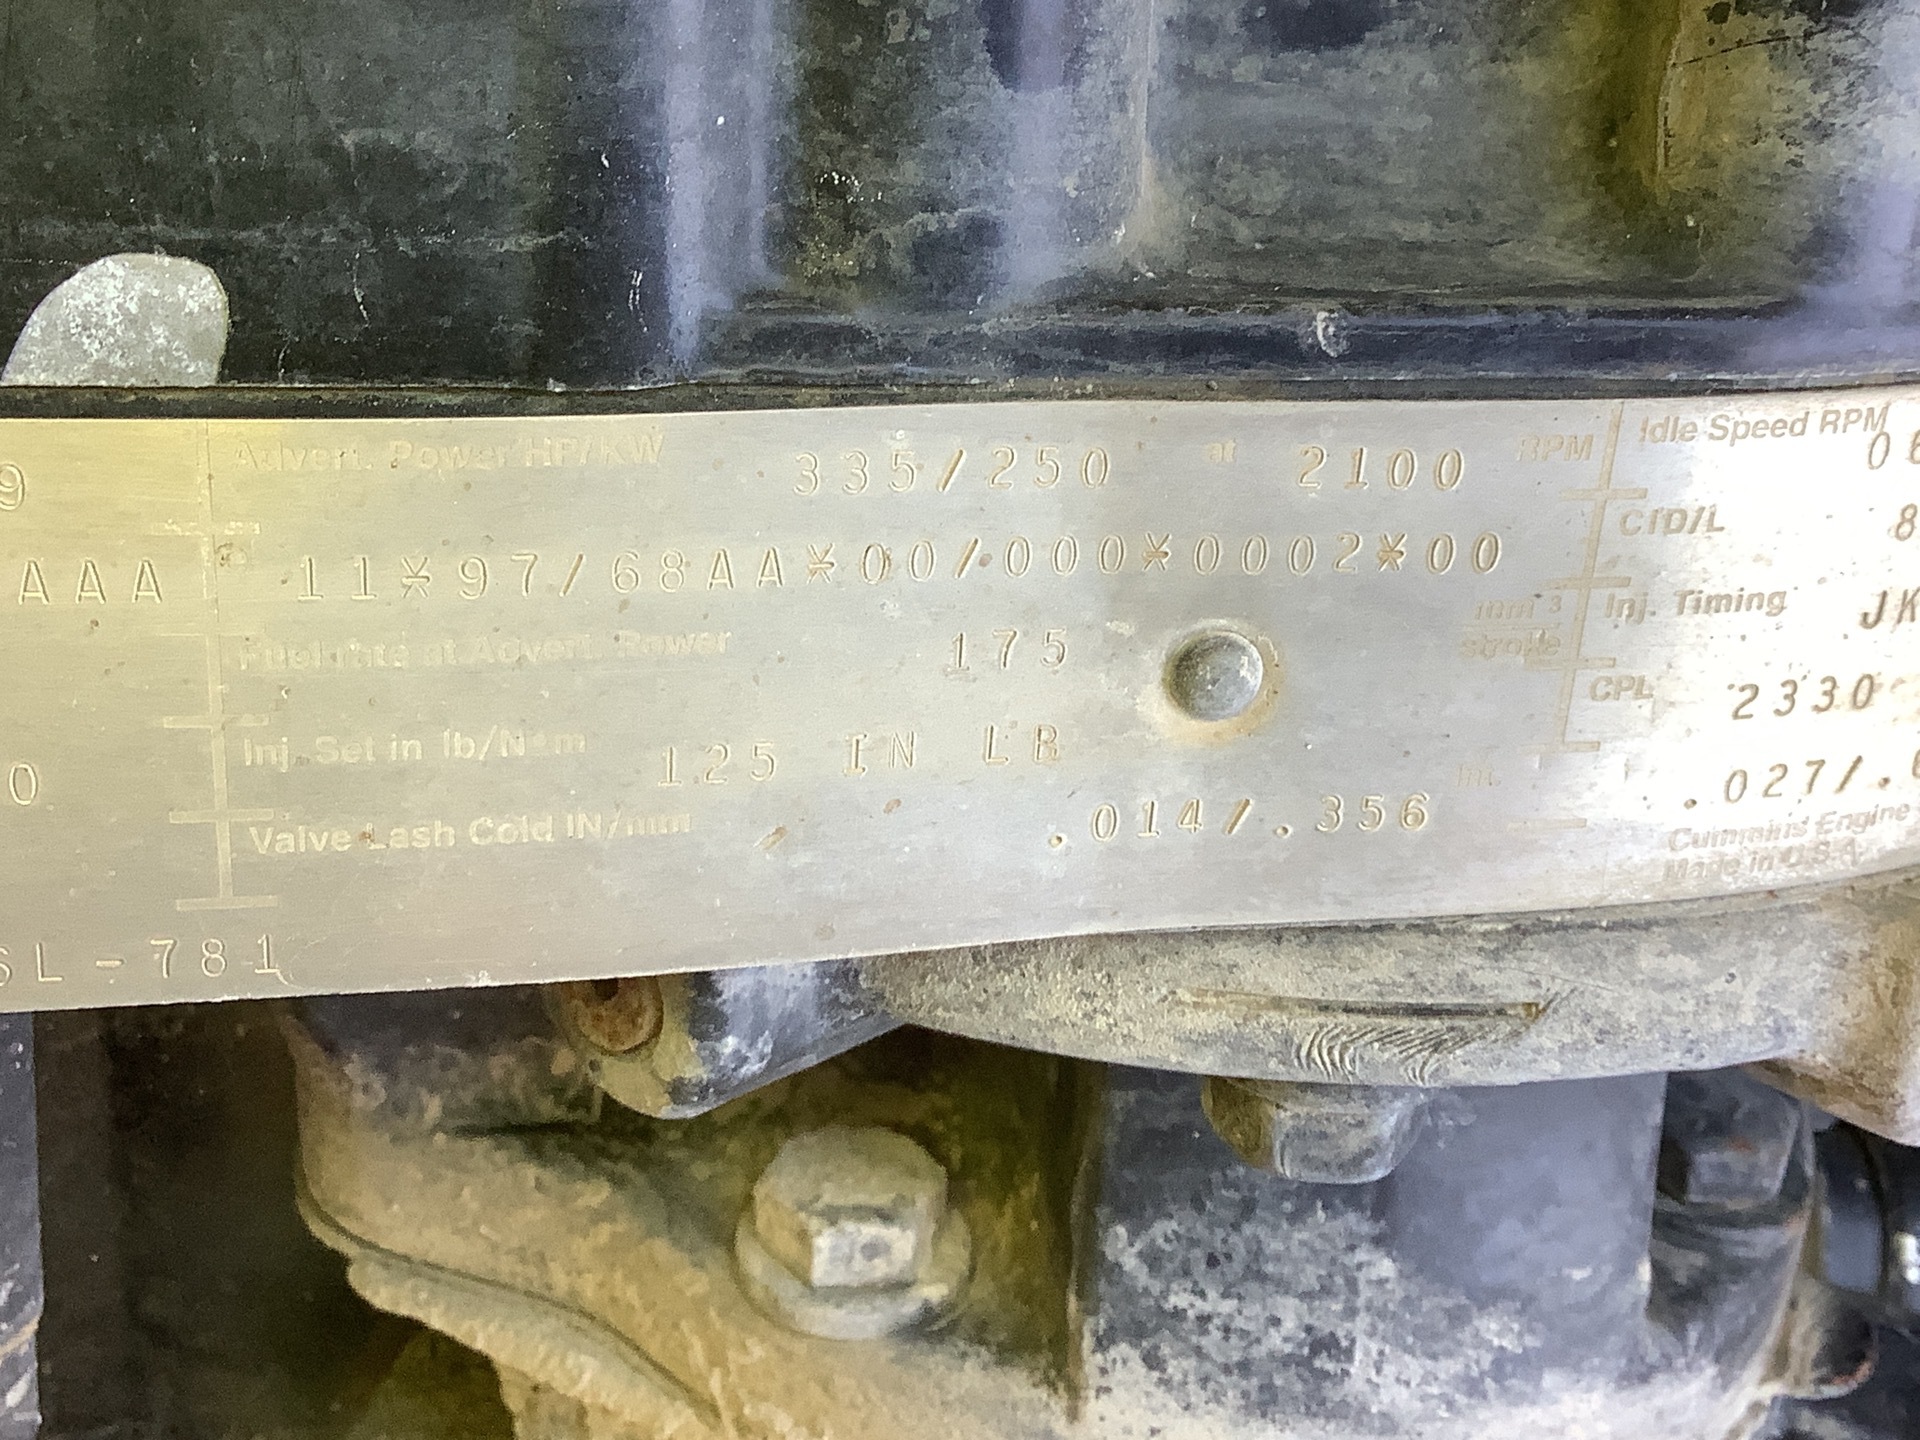 9
Advert. Power HP/KW 335/250 at 2100 RPM
AAA 11*97/68AA*00/000*0002*00
Fuel rate at Advert. Power 175 mm³ stroke
0 Inj. Set in lb/N•m 125 IN LB
Valve Lash Cold IN/mm .014/.356 Int.
SL-781
Idle Speed RPM 0
CID/L 8
Inj. Timing JK
CPL 2330
.027/.
Cummins Engine
Made in U.S.A.